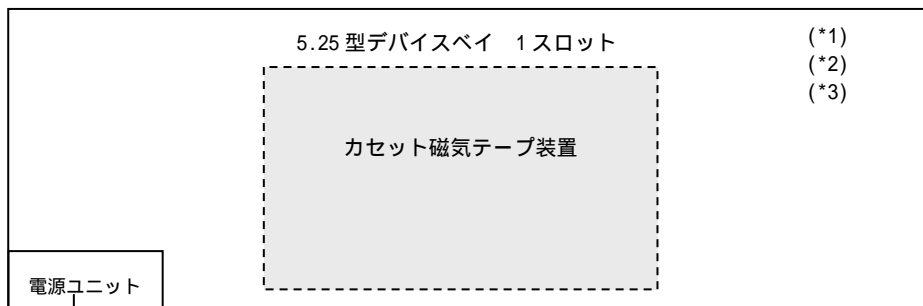 5.25 型デバイスベイ　1 スロット
(*1)
(*2)
(*3)
カセット磁気テープ装置
電源ユニット